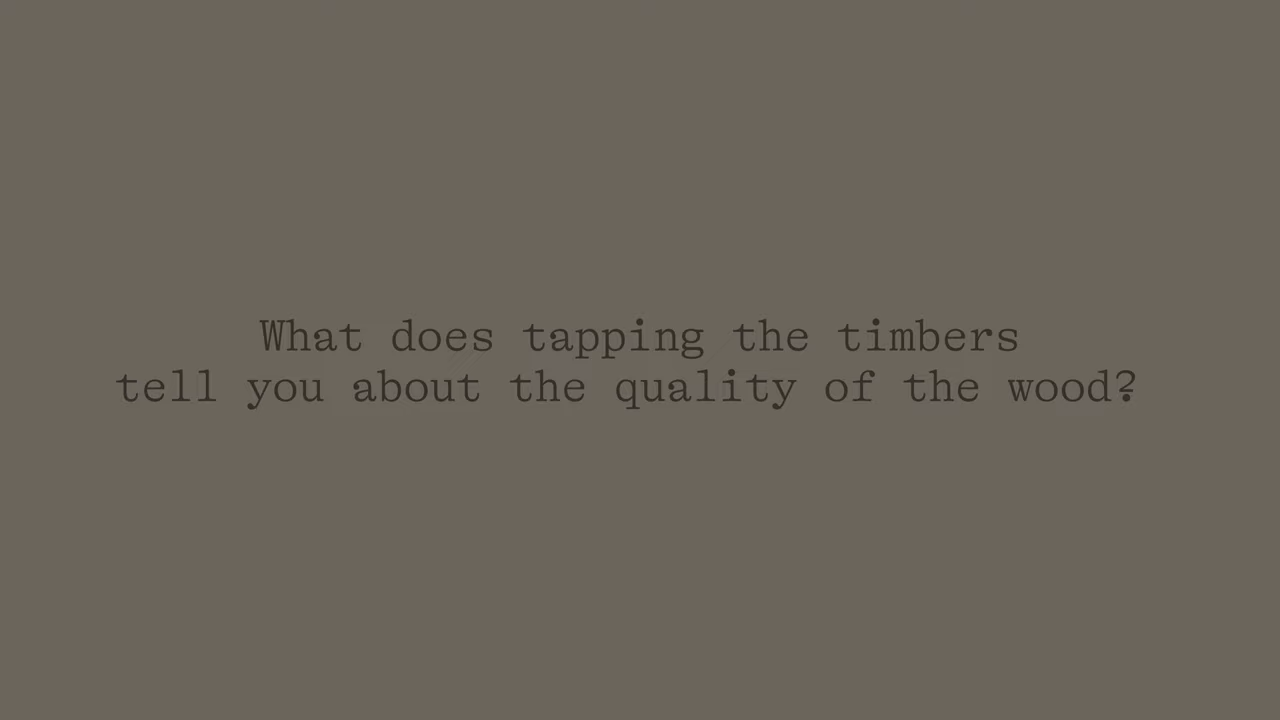 What does tapping the timbers
tell you about the quality of the wood?